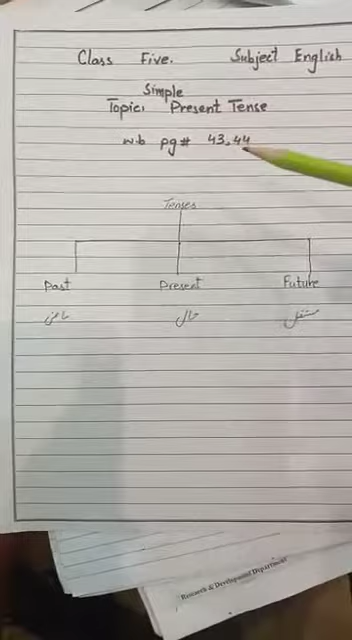 Class Five. Subject English
Simple
Topic: Present Tense
w.b pg# 43,44
Tenses
Past Present Future
ماضی حال مستقبل
Research & Development Department